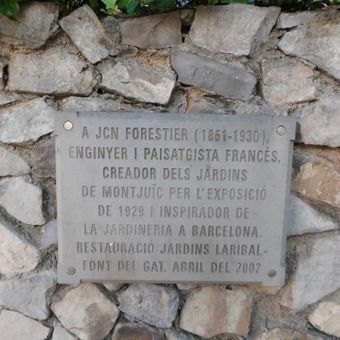 A JCN FORESTIER (1861-1930),
ENGINYER I PAISATGISTA FRANCÈS,
CREADOR DELS JARDINS
DE MONTJUÏC PER L'EXPOSICIÓ
DE 1929 I INSPIRADOR DE
LA JARDINERIA A BARCELONA.
RESTAURACIÓ JARDINS LARIBAL-
FONT DEL GAT. ABRIL DEL 2002